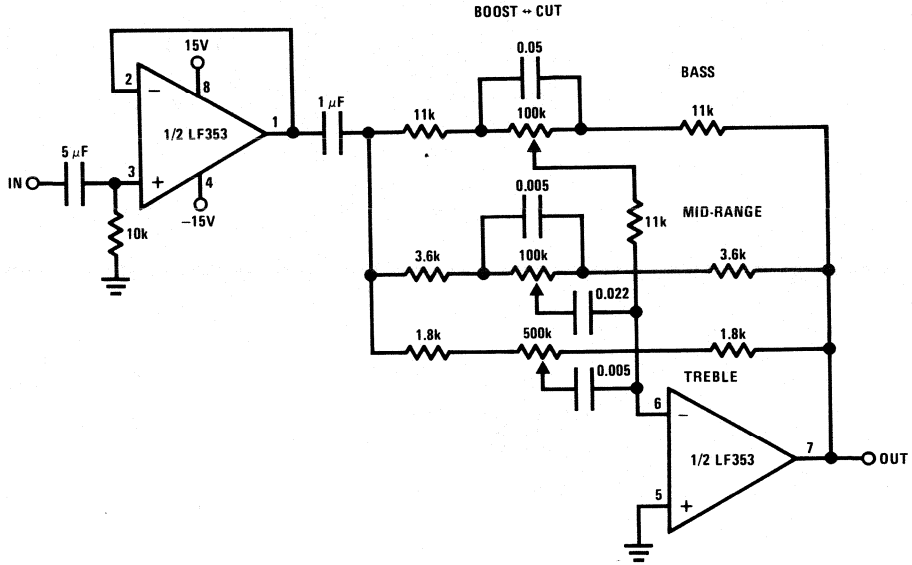 BOOST ↔ CUT
0.05
15V
BASS
2
8
−
1 µF
11k
100k
11k
1/2 LF353
1
5 µF
IN
3
+
4
−15V
10k
0.005
MID-RANGE
11k
3.6k
100k
3.6k
0.022
1.8k
500k
1.8k
0.005
TREBLE
6
−
1/2 LF353
7
OUT
5
+